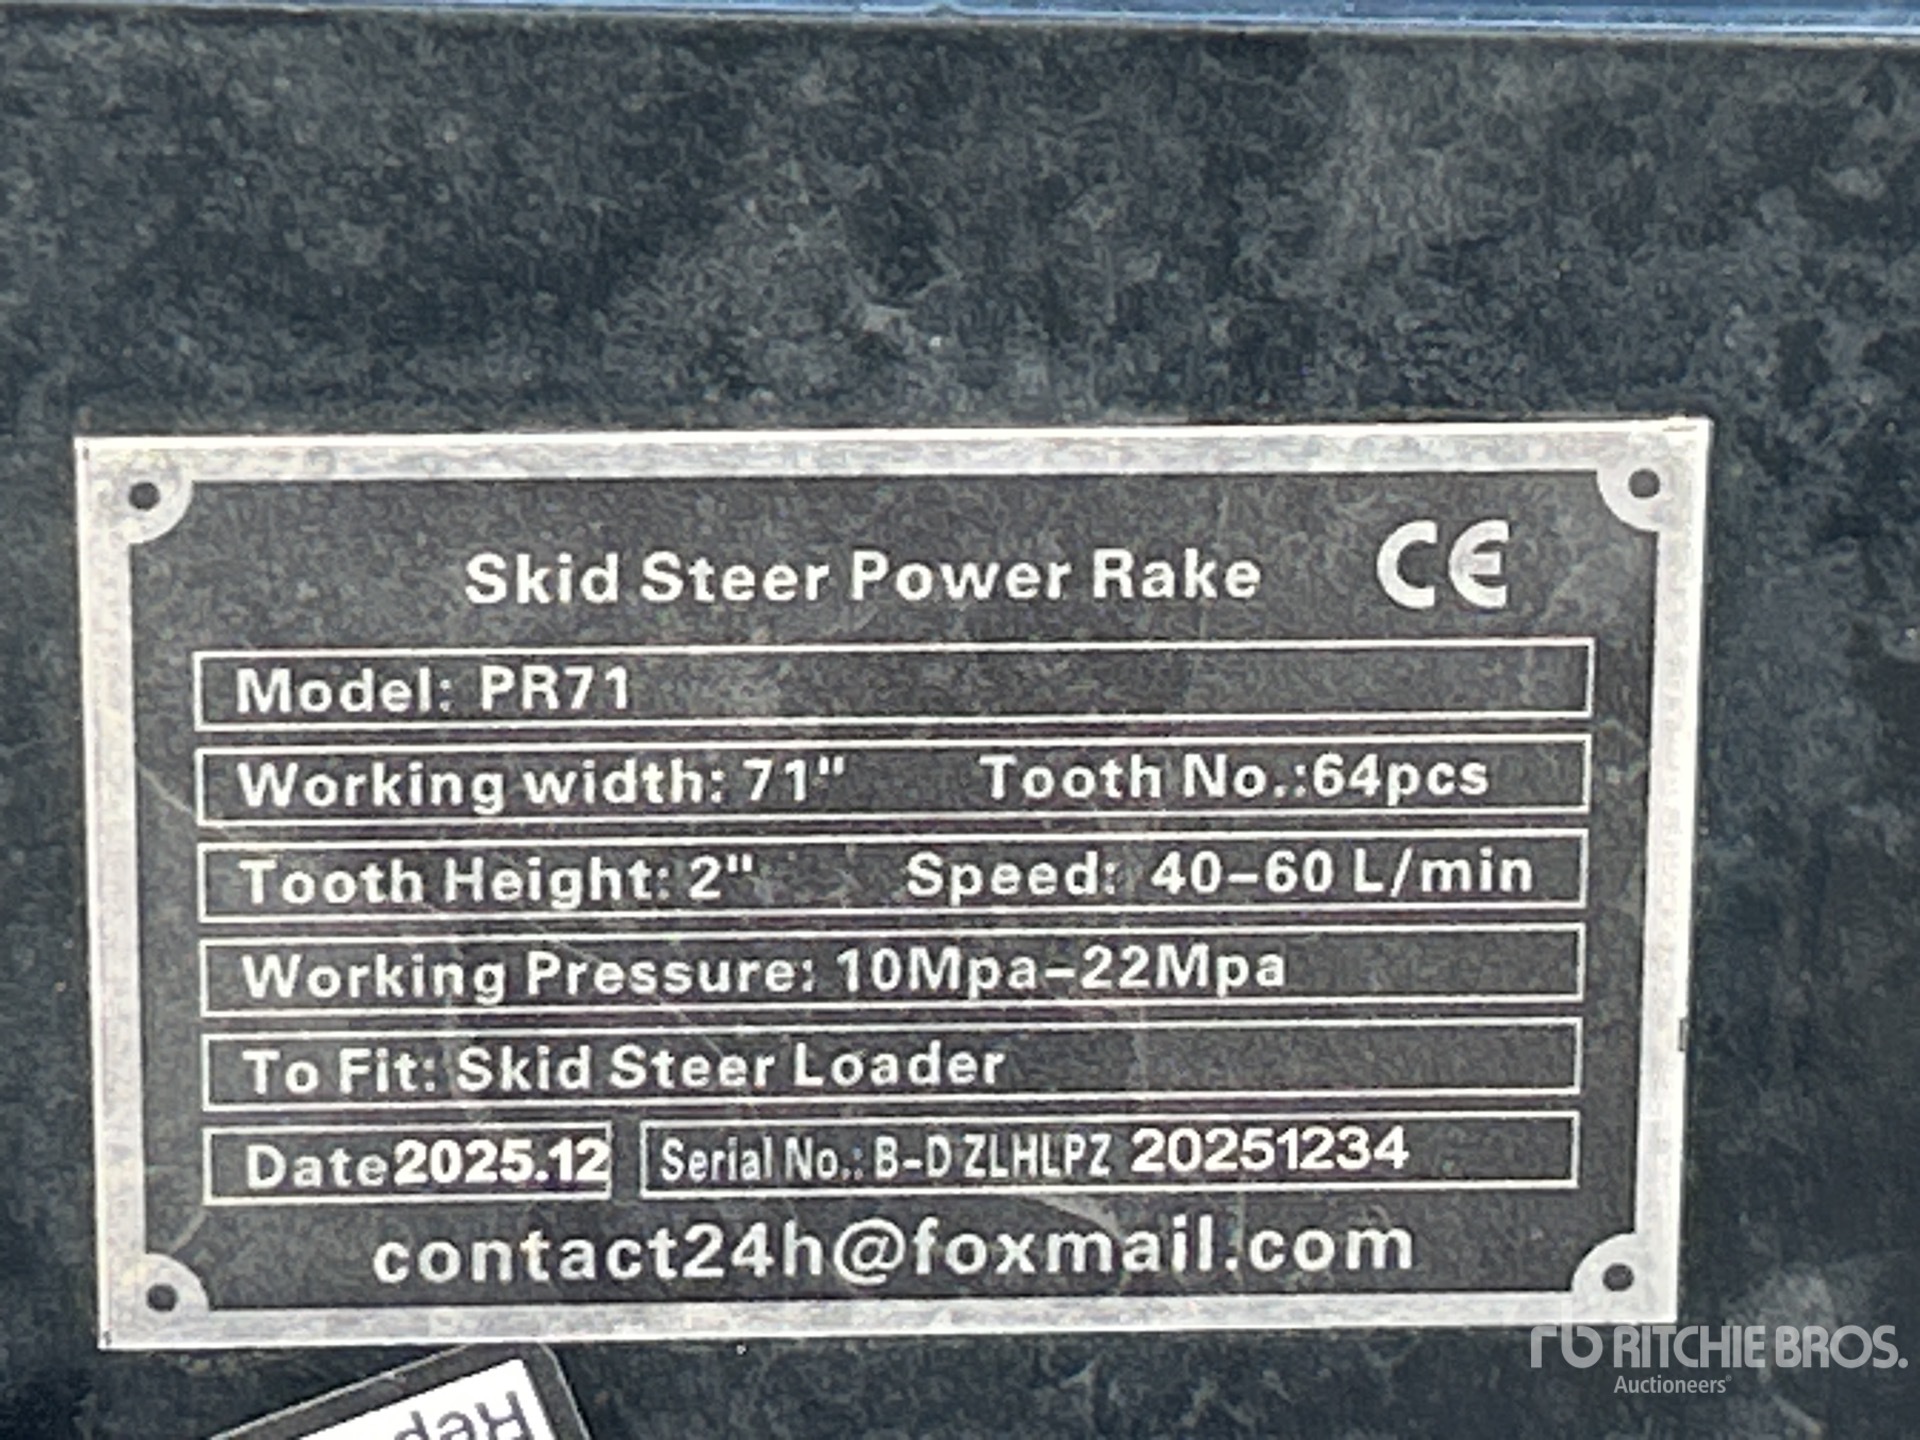 Skid Steer Power Rake CE
Model: PR71
Working width: 71" Tooth No.:64pcs
Tooth Height: 2" Speed: 40-60 L/min
Working Pressure: 10Mpa-22Mpa
To Fit: Skid Steer Loader
Date2025.12 Serial No.: B-DZLHLPZ 20251234
contact24h@foxmail.com
rb RITCHIE BROS.
Auctioneers